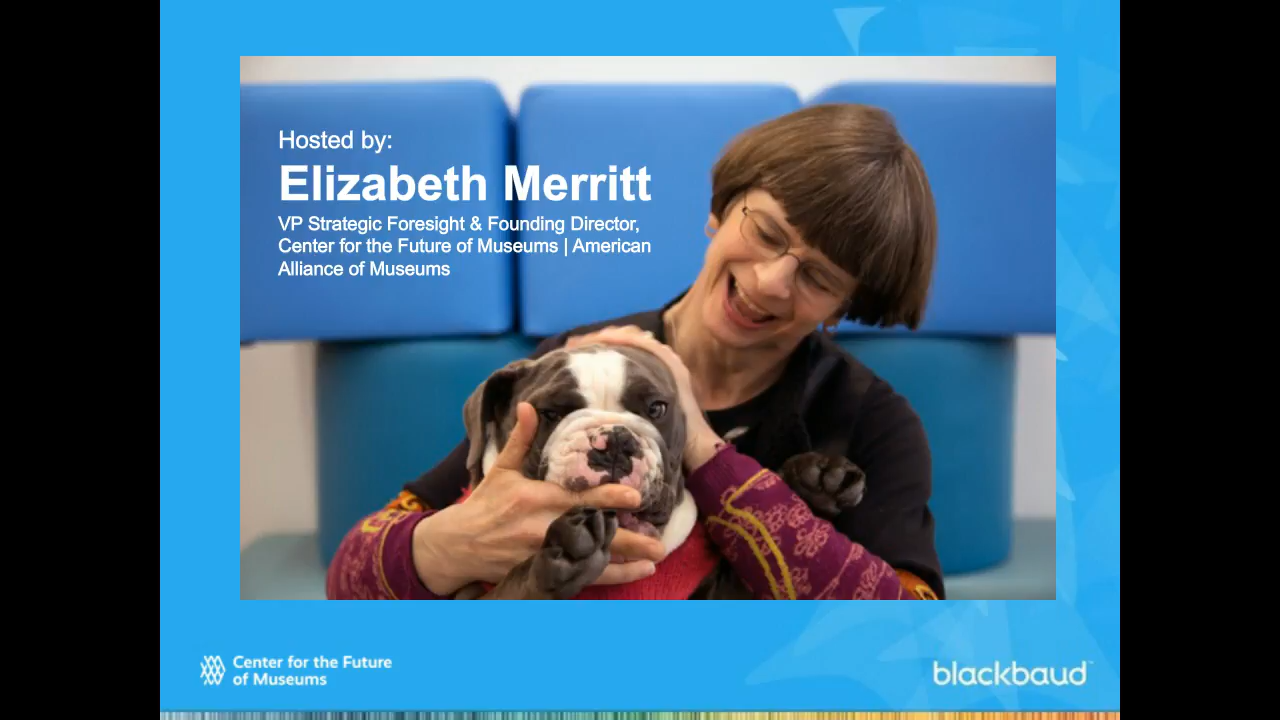 Hosted by:
Elizabeth Merritt
VP Strategic Foresight & Founding Director,
Center for the Future of Museums | American
Alliance of Museums
Center for the Future
of Museums
blackbaud